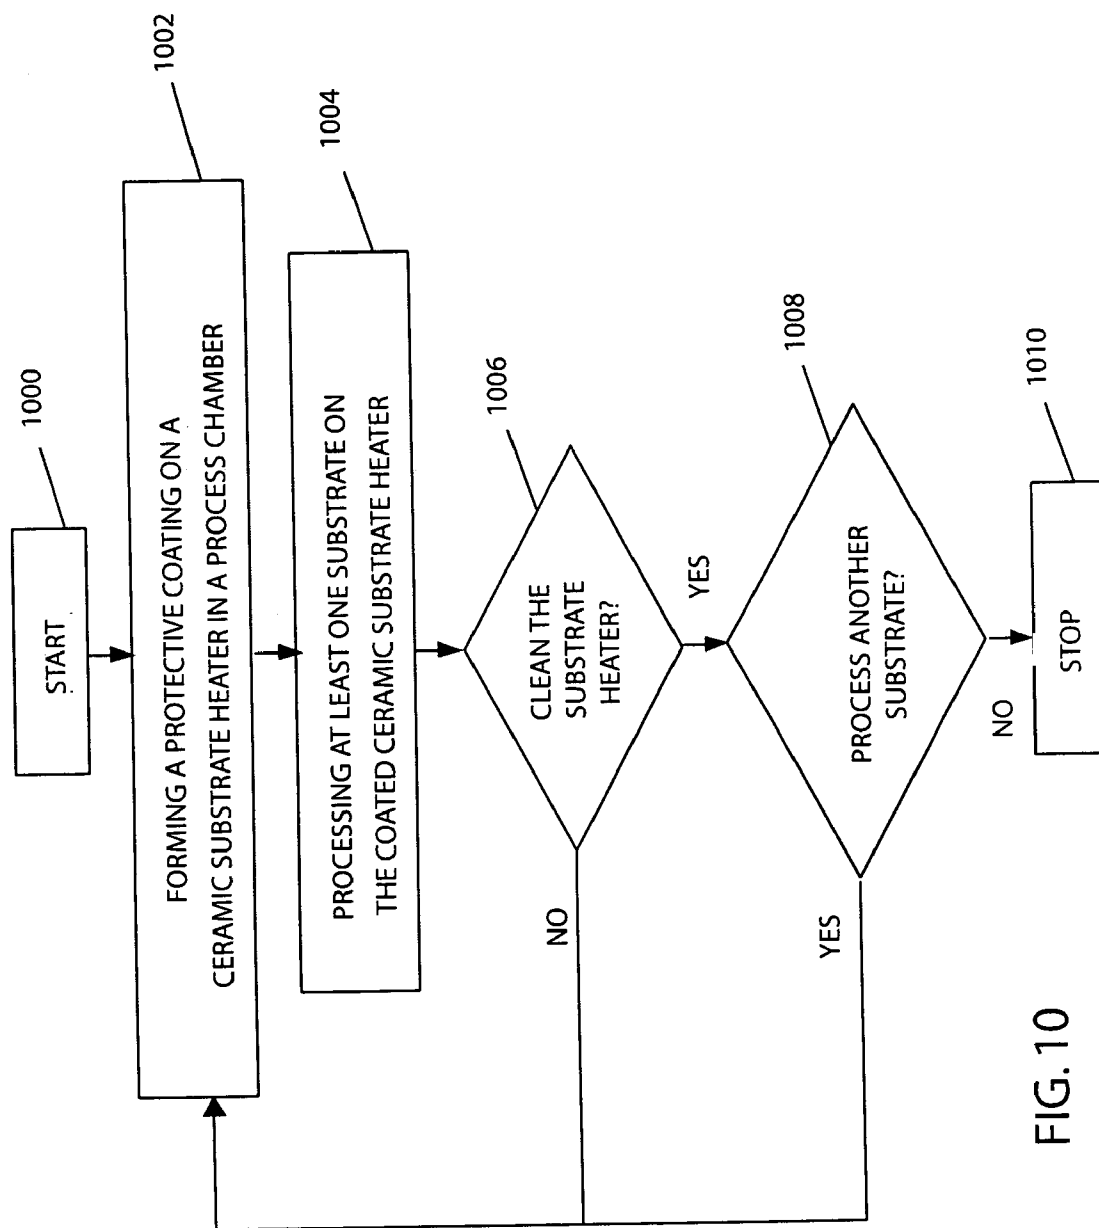 START
1000
FORMING A PROTECTIVE COATING ON A
CERAMIC SUBSTRATE HEATER IN A PROCESS CHAMBER
1002
PROCESSING AT LEAST ONE SUBSTRATE ON
THE COATED CERAMIC SUBSTRATE HEATER
1004
CLEAN THE
SUBSTRATE
HEATER?
1006
NO
YES
PROCESS ANOTHER
SUBSTRATE?
1008
YES
NO
STOP
1010
FIG. 10